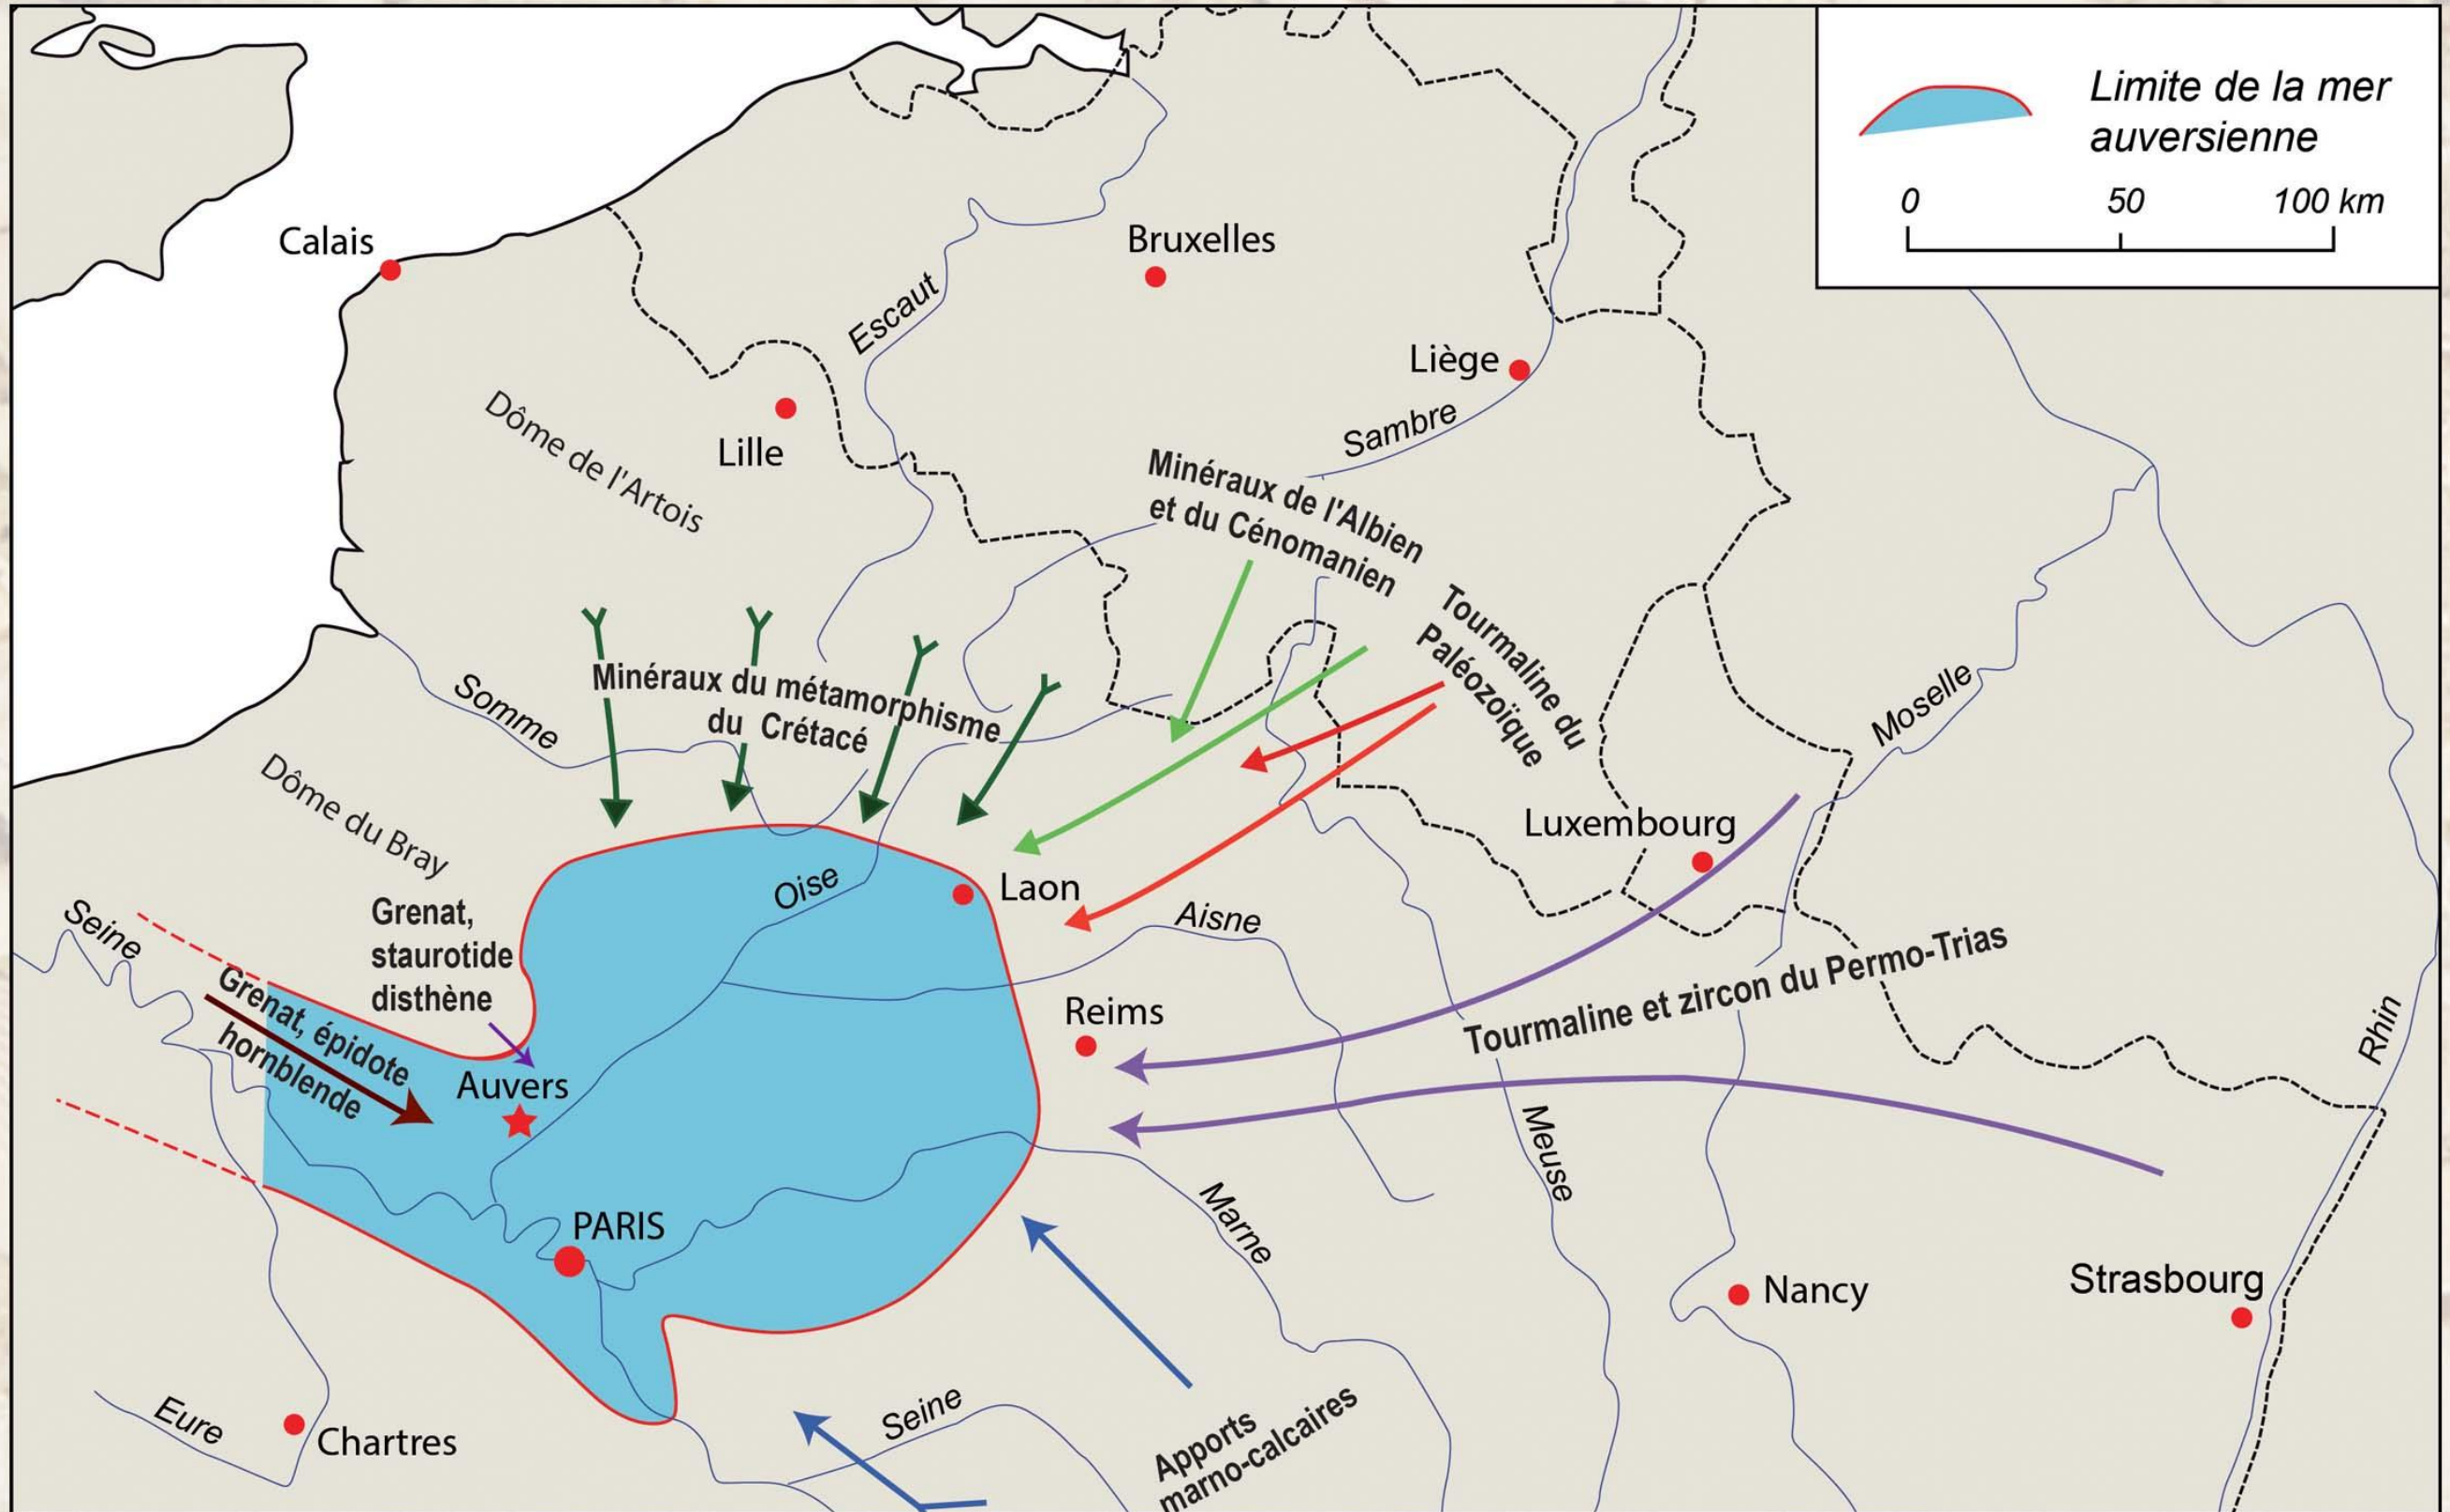 Limite de la mer
auversienne
0 50 100 km
Calais
Bruxelles
Escaut
Liège
Sambre
Lille
Dôme de l'Artois
Minéraux de l'Albien
et du Cénomanien
Tourmaline du
Paléozoïque
Minéraux du métamorphisme
du Crétacé
Somme
Moselle
Dôme du Bray
Luxembourg
Oise
Laon
Aisne
Seine
Grenat,
staurotide
disthène
Grenat, épidote
hornblende
Auvers
Reims
Tourmaline et zircon du Permo-Trias
Rhin
Meuse
Marne
PARIS
Nancy
Strasbourg
Eure
Chartres
Seine
Apports
marno-calcaires